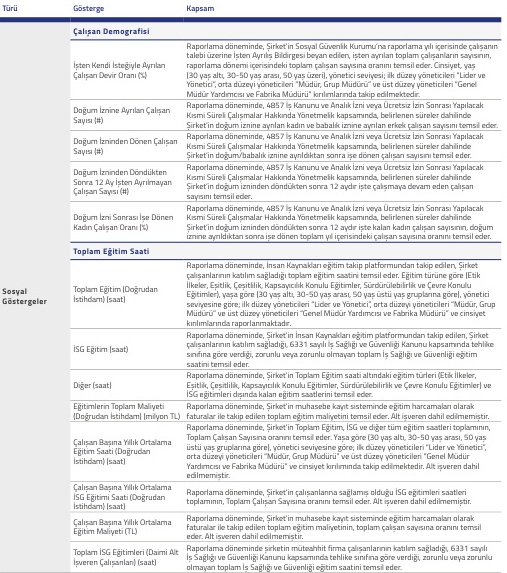 Türü Gösterge Kapsam
Çalışan Demografisi
İşten Kendi İsteğiyle Ayrılan
Çalışan Devir Oranı (%)
Raporlama döneminde, Şirket'in Sosyal Güvenlik Kurumu'na raporlama yılı içerisinde çalışanın
talebi üzerine İşten Ayrılış Bildirgesi beyan edilen, işten ayrılan toplam çalışanların sayısının,
raporlama dönemi içerisindeki toplam çalışan sayısına oranını temsil eder. Cinsiyet, yaş
(30 yaş altı, 30-50 yaş arası, 50 yaş üzeri), yönetici seviyesi; ilk düzey yöneticileri "Lider ve
Yönetici", orta düzeyi yöneticileri "Müdür, Grup Müdürü" ve üst düzey yöneticileri "Genel
Müdür Yardımcısı ve Fabrika Müdürü" kırılımlarında takip edilmektedir.
Doğum İznine Ayrılan Çalışan
Sayısı (#)
Raporlama döneminde, 4857 İş Kanunu ve Analık İzni veya Ücretsiz İzin Sonrası Yapılacak
Kısmi Süreli Çalışmalar Hakkında Yönetmelik kapsamında, belirlenen süreler dahilinde
Şirket'in doğum iznine ayrılan kadın ve babalık iznine ayrılan erkek çalışan sayısını temsil eder.
Doğum İzninden Dönen Çalışan
Sayısı (#)
Raporlama döneminde, 4857 İş Kanunu ve Analık İzni veya Ücretsiz İzin Sonrası Yapılacak
Kısmi Süreli Çalışmalar Hakkında Yönetmelik kapsamında, belirlenen süreler dahilinde
Şirket'in doğum/babalık iznine ayrıldıktan sonra işe dönen çalışan sayısını temsil eder.
Doğum İzninden Döndükten
Sonra 12 Ay İşten Ayrılmayan
Çalışan Sayısı (#)
Raporlama döneminde, 4857 İş Kanunu ve Analık İzni veya Ücretsiz İzin Sonrası Yapılacak
Kısmi Süreli Çalışmalar Hakkında Yönetmelik kapsamında, belirlenen süreler dahilinde
Şirket'in doğum izninden döndükten sonra 12 aydır işte çalışmaya devam eden çalışan
sayısını temsil eder.
Doğum İzni Sonrası İşe Dönen
Kadın Çalışan Oranı (%)
Raporlama döneminde, 4857 İş Kanunu ve Analık İzni veya Ücretsiz İzin Sonrası Yapılacak
Kısmi Süreli Çalışmalar Hakkında Yönetmelik kapsamında, belirlenen süreler dahilinde
Şirket'in doğum izninden döndükten sonra 12 aydır işte kalan kadın çalışan sayısının, doğum
iznine ayrıldıktan sonra işe dönen toplam yıl içerisindeki çalışan sayısına oranını temsil eder.
Toplam Eğitim Saati
Sosyal
Göstergeler
Toplam Eğitim (Doğrudan
İstihdam) (saat)
Raporlama döneminde, İnsan Kaynakları eğitim takip platformundan takip edilen, Şirket
çalışanlarının katılım sağladığı toplam eğitim saatini temsil eder. Eğitim türüne göre (Etik
İlkeler, Eşitlik, Çeşitlilik, Kapsayıcılık Konulu Eğitimler, Sürdürülebilirlik ve Çevre Konulu
Eğitimler), yaşa göre (30 yaş altı, 30-50 yaş arası, 50 yaş üstü yaş gruplarına göre), yönetici
seviyesine göre; ilk düzey yöneticileri "Lider ve Yönetici", orta düzey yöneticileri "Müdür, Grup
Müdürü" ve üst düzey yöneticileri "Genel Müdür Yardımcısı ve Fabrika Müdürü" ve cinsiyet
kırılımlarında raporlanmaktadır.
İSG Eğitim (saat)
Raporlama döneminde, Şirket'in İnsan Kaynakları eğitim platformundan takip edilen, Şirket
çalışanlarının katılım sağladığı, 6331 sayılı İş Sağlığı ve Güvenliği Kanunu kapsamında tehlike
sınıfına göre verdiği, zorunlu veya zorunlu olmayan toplam İş Sağlığı ve Güvenliği eğitim
saatini temsil eder.
Diğer (saat)
Raporlama döneminde, Şirket'in Toplam Eğitim saati altındaki eğitim türleri (Etik İlkeler,
Eşitlik, Çeşitlilik, Kapsayıcılık Konulu Eğitimler, Sürdürülebilirlik ve Çevre Konulu Eğitimler) ve
İSG eğitimleri dışında kalan eğitim saatlerini temsil eder.
Eğitimlerin Toplam Maliyeti
(Doğrudan İstihdam) (milyon TL)
Raporlama döneminde, Şirket'in muhasebe kayıt sisteminde eğitim harcamaları olarak
faturalar ile takip edilen toplam eğitim maliyetini temsil eder. Alt işveren dahil edilmemiştir.
Çalışan Başına Yıllık Ortalama
Eğitim Saati (Doğrudan
İstihdam) (saat)
Raporlama döneminde, Şirket'in Toplam Eğitim, İSG ve diğer tüm eğitim saatleri toplamının,
Toplam Çalışan Sayısına oranını temsil eder. Yaşa göre (30 yaş altı, 30-50 yaş arası, 50 yaş
üstü yaş gruplarına göre), yönetici seviyesine göre; ilk düzey yöneticileri "Lider ve Yönetici",
orta düzeyi yöneticileri "Müdür, Grup Müdürü" ve üst düzey yöneticileri "Genel Müdür
Yardımcısı ve Fabrika Müdürü" ve cinsiyet kırılımında takip edilmektedir. Alt işveren dahil
edilmemiştir.
Çalışan Başına Yıllık Ortalama
İSG Eğitimi Saati (Doğrudan
İstihdam) (saat)
Raporlama döneminde, Şirket'in çalışanlarına sağlamış olduğu İSG eğitimleri saatleri
toplamının, Toplam Çalışan Sayısına oranını temsil eder. Alt işveren dahil edilmemiştir.
Çalışan Başına Yıllık Ortalama
Eğitim Maliyeti (TL)
Raporlama döneminde, Şirket'in muhasebe kayıt sisteminde eğitim harcamaları olarak
faturalar ile takip edilen toplam eğitim maliyetinin, toplam çalışan sayısına oranını temsil
eder. Alt işveren dahil edilmemiştir.
Toplam İSG Eğitimleri (Daimi Alt
İşveren Çalışanları) (saat)
Raporlama döneminde şirketin müteahhit firma çalışanlarının katılım sağladığı, 6331 sayılı
İş Sağlığı ve Güvenliği Kanunu kapsamında tehlike sınıfına göre verdiği, zorunlu veya zorunlu
olmayan toplam İş Sağlığı ve Güvenliği eğitim saatini temsil eder.